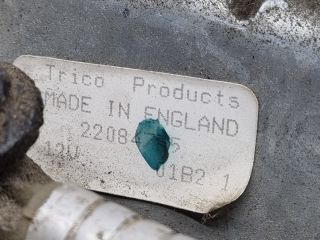 Trico Products
MADE IN ENGLAND
12V 01B2 1